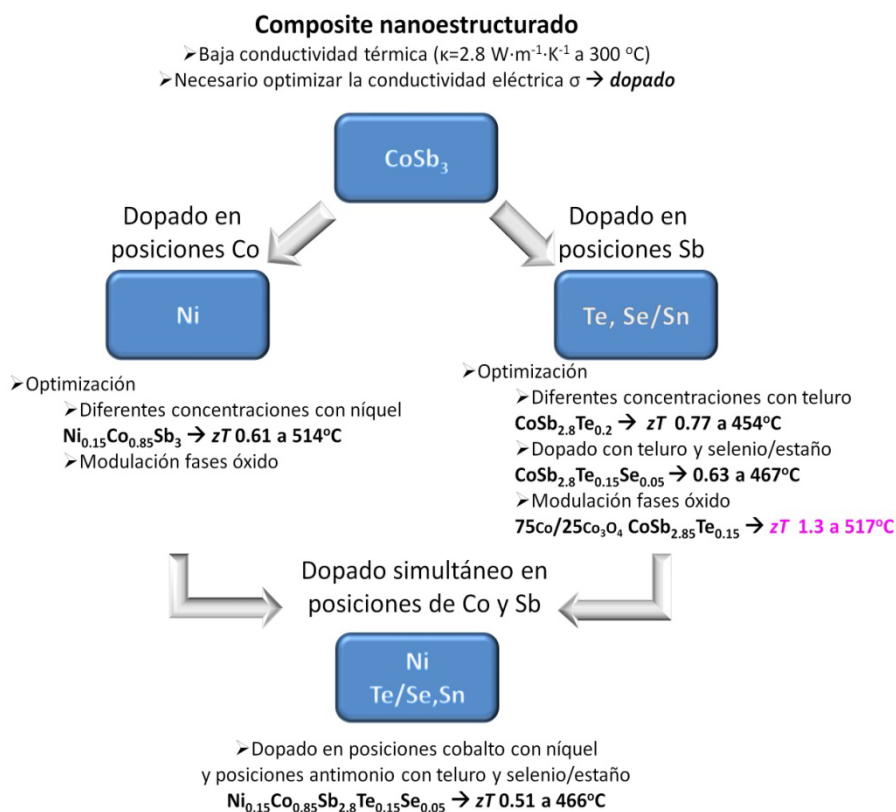 Composite nanoestructurado
➢Baja conductividad térmica (κ=2.8 W·m⁻¹·K⁻¹ a 300 ºC)
➢Necesario optimizar la conductividad eléctrica σ → dopado
CoSb₃
Dopado en
posiciones Co
Dopado en
posiciones Sb
Ni
Te, Se/Sn
➢Optimización
➢Diferentes concentraciones con níquel
Ni₀.₁₅Co₀.₈₅Sb₃ → zT 0.61 a 514ºC
➢Modulación fases óxido
➢Optimización
➢Diferentes concentraciones con teluro
CoSb₂.₈Te₀.₂ → zT 0.77 a 454ºC
➢Dopado con teluro y selenio/estaño
CoSb₂.₈Te₀.₁₅Se₀.₀₅ → 0.63 a 467ºC
➢Modulación fases óxido
75Co/25Co₃O₄ CoSb₂.₈₅Te₀.₁₅ → zT 1.3 a 517ºC
Dopado simultáneo en
posiciones de Co y Sb
Ni
Te/Se,Sn
➢Dopado en posiciones cobalto con níquel
y posiciones antimonio con teluro y selenio/estaño
Ni₀.₁₅Co₀.₈₅Sb₂.₈Te₀.₁₅Se₀.₀₅ → zT 0.51 a 466ºC